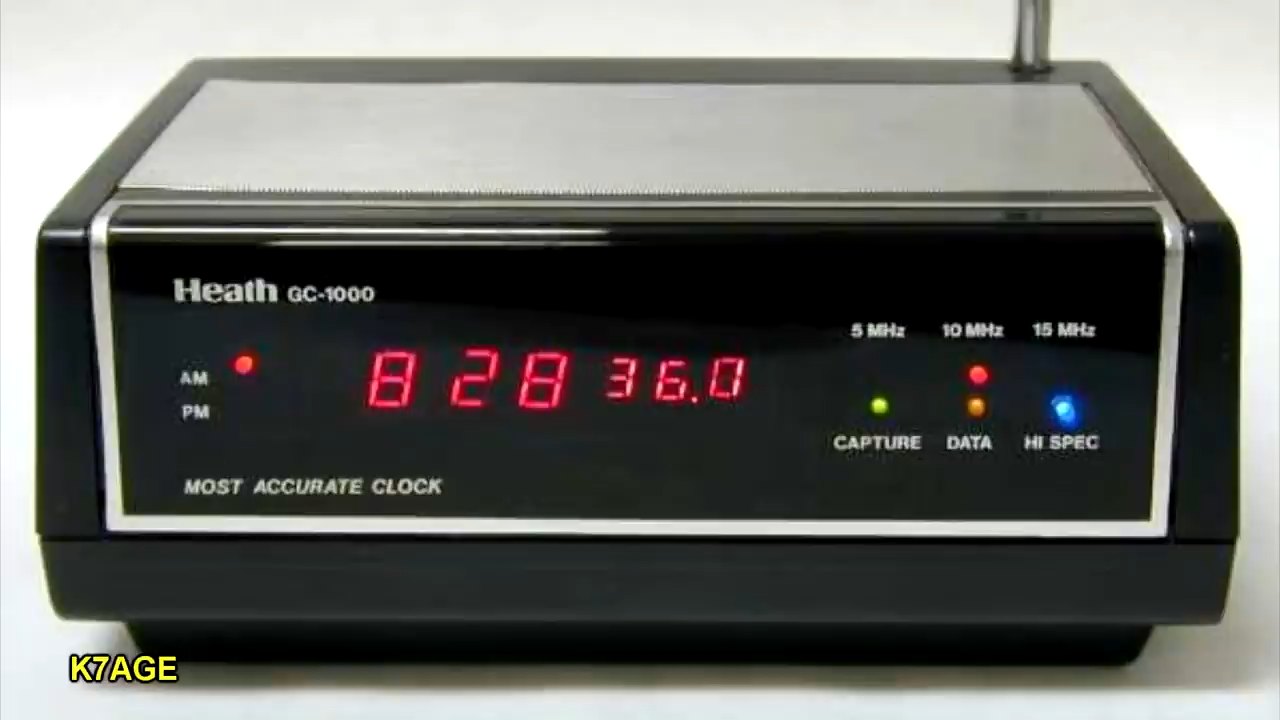 Heath GC-1000
5 MHz 10 MHz 15 MHz
AM
8 28 36.0
PM
CAPTURE DATA HI SPEC
MOST ACCURATE CLOCK
K7AGE